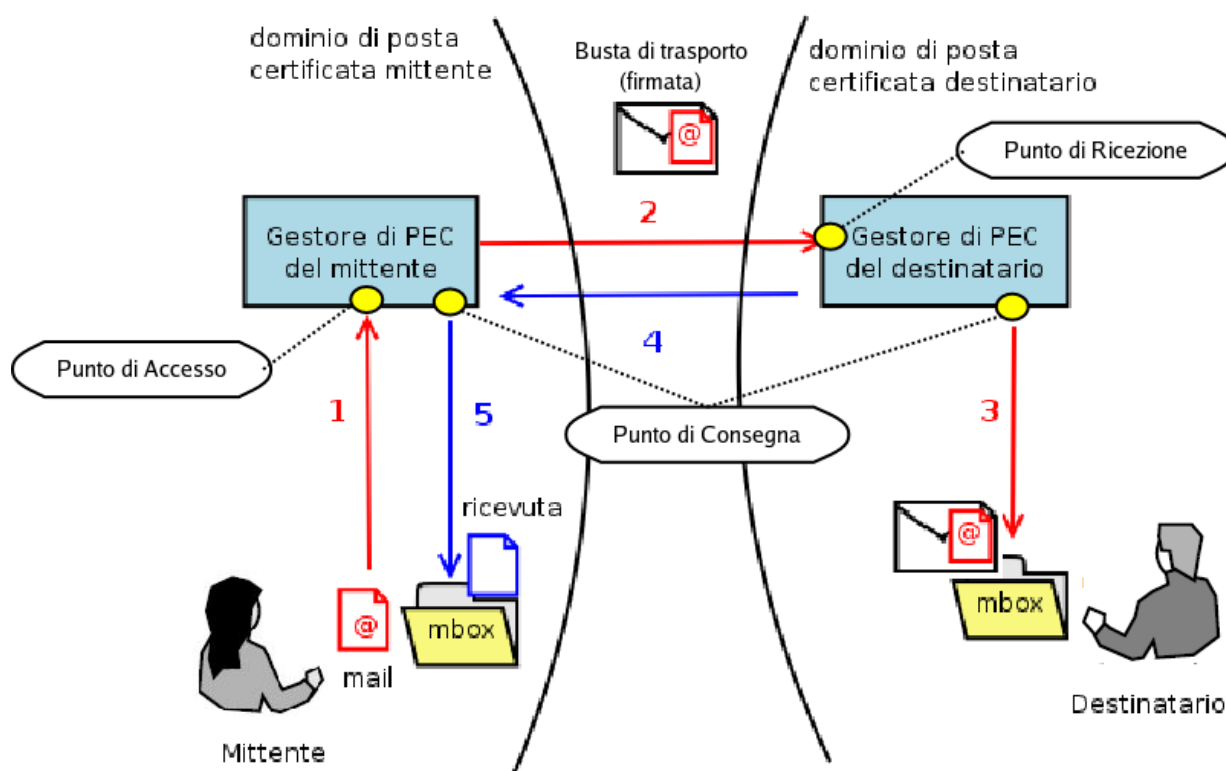 dominio di posta
certificata mittente
Busta di trasporto
(firmata)
dominio di posta
certificata destinatario
@
Punto di Ricezione
2
Gestore di PEC
del mittente
Gestore di PEC
del destinatario
4
Punto di Accesso
1
5
3
Punto di Consegna
ricevuta
@
mbox
mail
@
mbox
Mittente
Destinatario